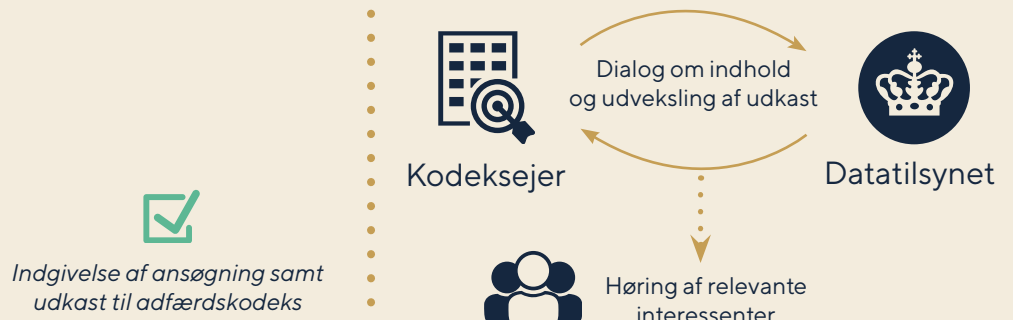 Dialog om indhold
og udveksling af udkast
Kodeksejer
Datatilsynet
Indgivelse af ansøgning samt
udkast til adfærdskodeks
Høring af relevante
interessenter